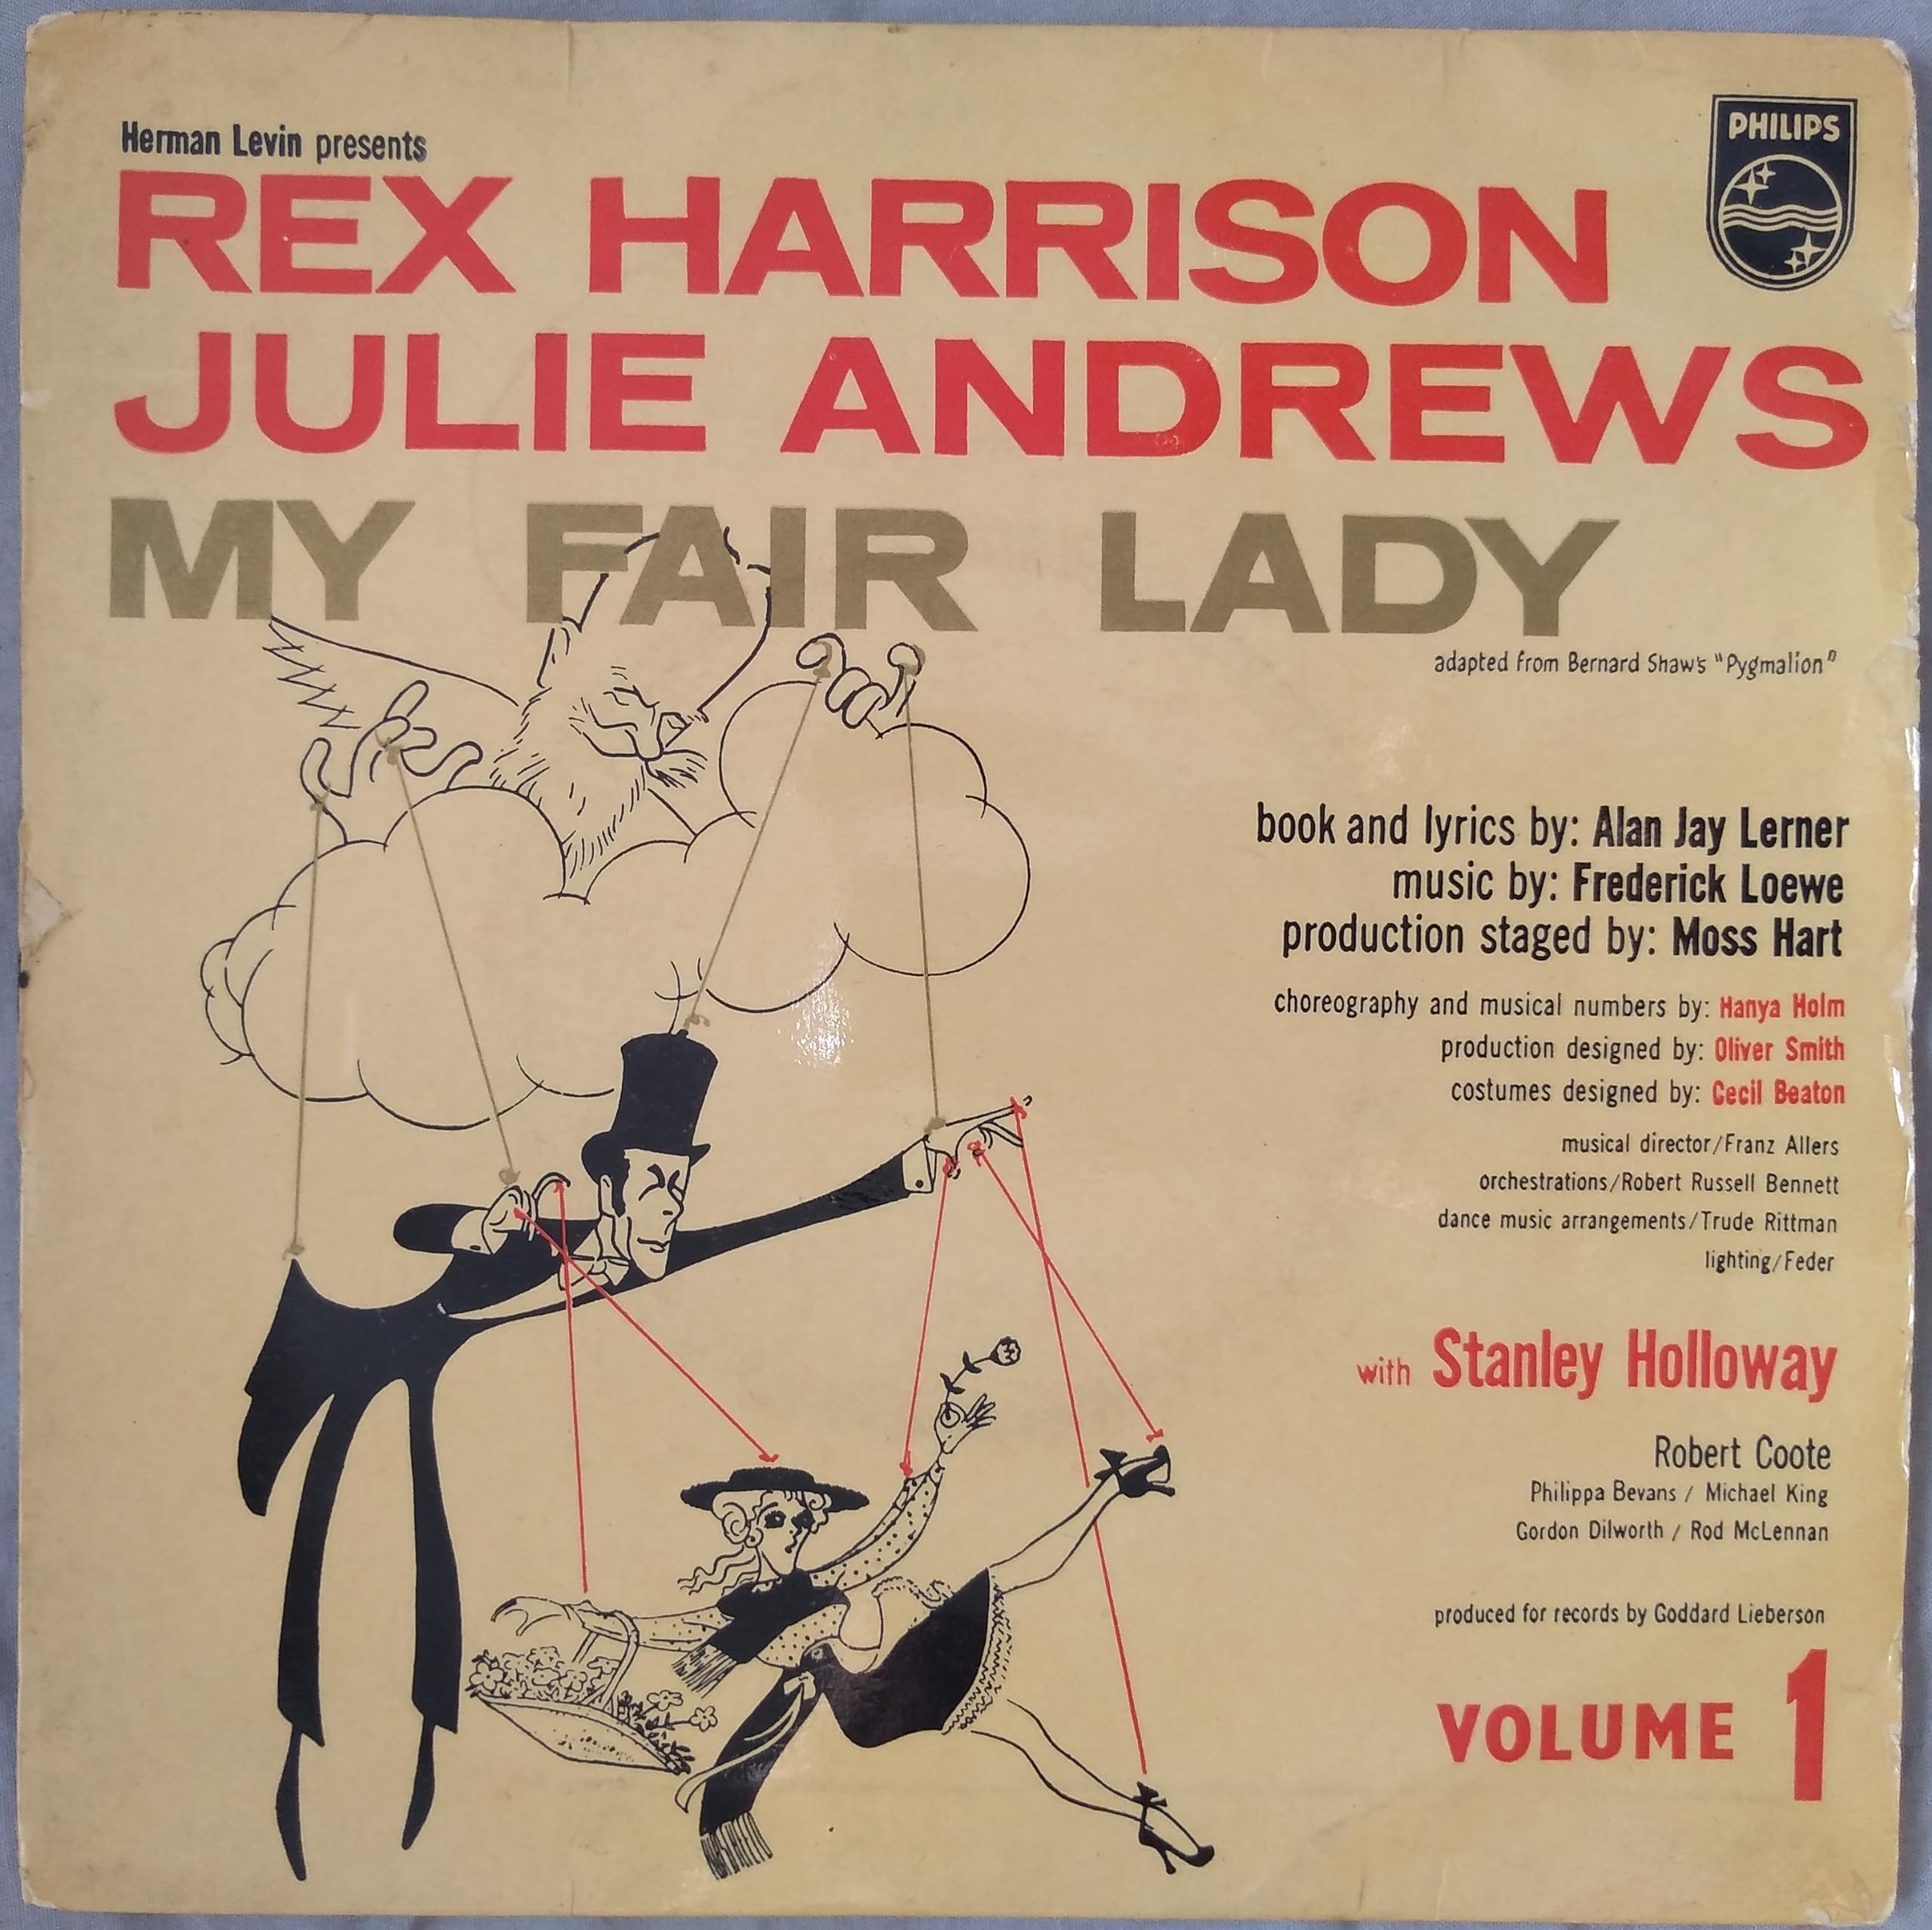 Herman Levin presents
PHILIPS
REX HARRISON
JULIE ANDREWS
MY FAIR LADY
adapted from Bernard Shaw's "Pygmalion"
book and lyrics by: Alan Jay Lerner
music by: Frederick Loewe
production staged by: Moss Hart
choreography and musical numbers by: Hanya Holm
production designed by: Oliver Smith
costumes designed by: Cecil Beaton
musical director/Franz Allers
orchestrations/Robert Russell Bennett
dance music arrangements/Trude Rittman
lighting/Feder
with Stanley Holloway
Robert Coote
Philippa Bevans / Michael King
Gordon Dilworth / Rod McLennan
produced for records by Goddard Lieberson
VOLUME 1